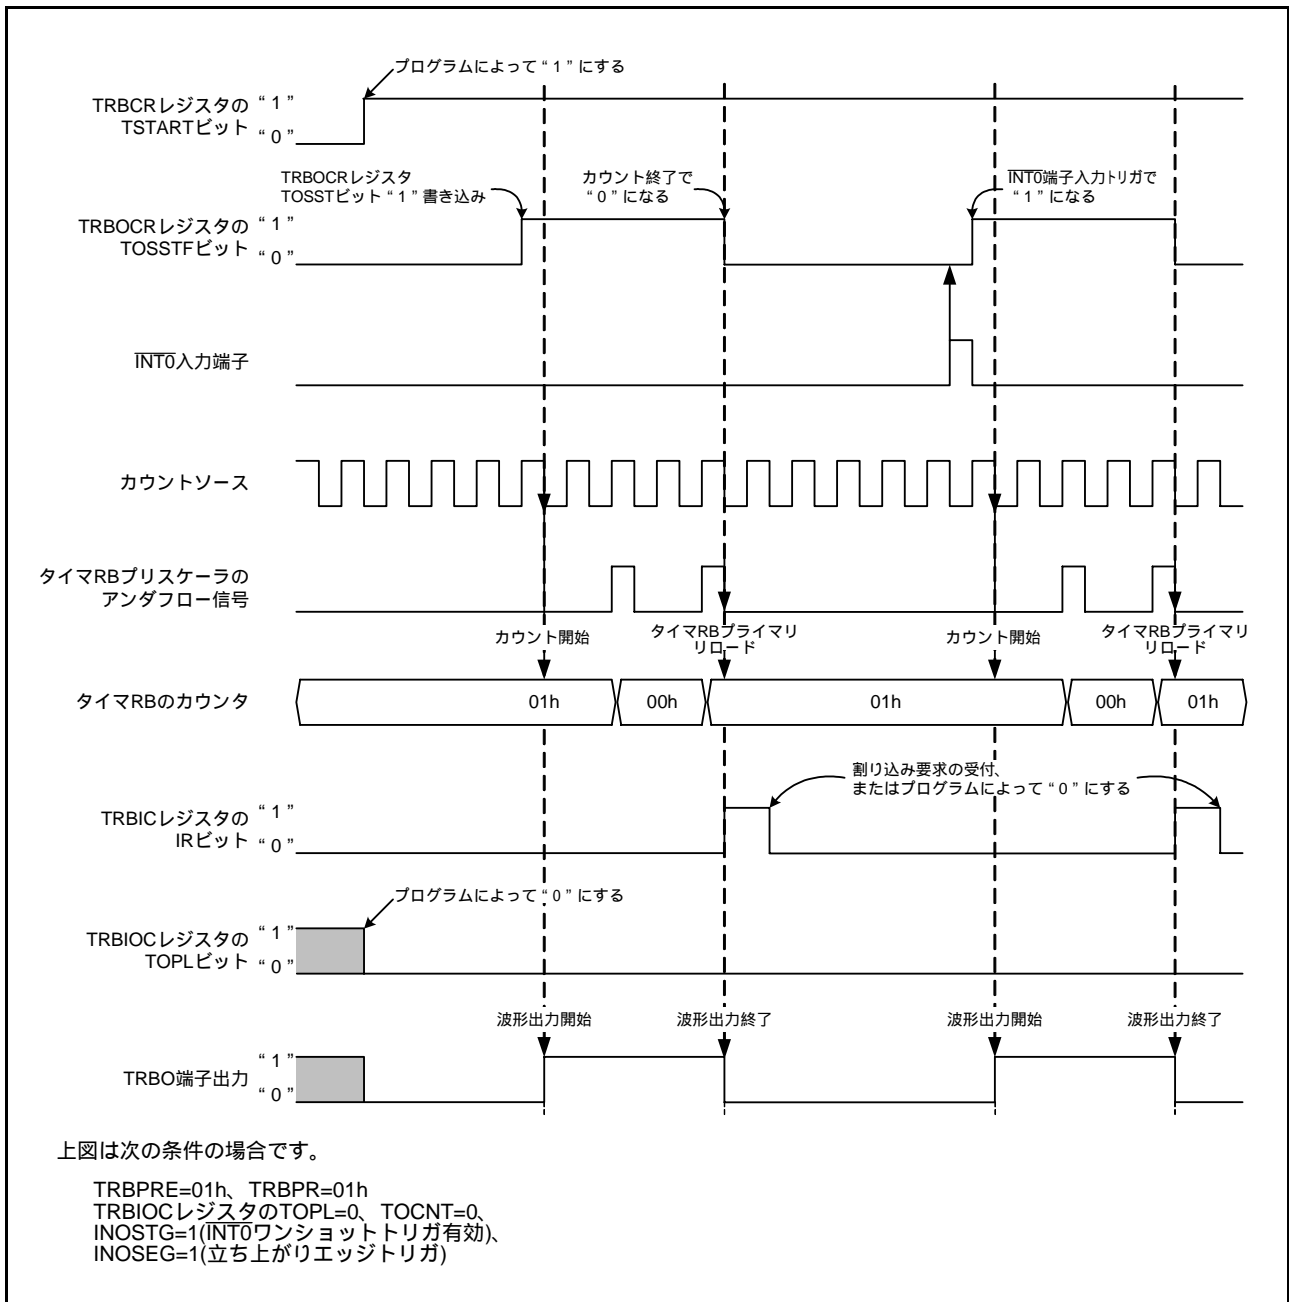 プログラムによって“1”にする
TRBCRレジスタの
TSTARTビット
“1”
“0”
TRBOCRレジスタ
TOSSTビット“1”書き込み
カウント終了で
“0”になる
INT0端子入力トリガで
“1”になる
TRBOCRレジスタの
TOSSTFビット
“1”
“0”
INT0入力端子
カウントソース
タイマRBプリスケーラの
アンダフロー信号
カウント開始
タイマRBプライマリ
リロード
カウント開始
タイマRBプライマリ
リロード
タイマRBのカウンタ
01h
00h
01h
00h
01h
割り込み要求の受付、
またはプログラムによって“0”にする
TRBICレジスタの
IRビット
“1”
“0”
プログラムによって“0”にする
TRBIOCレジスタの
TOPLビット
“1”
“0”
波形出力開始
波形出力終了
波形出力開始
波形出力終了
TRBO端子出力
“1”
“0”
上図は次の条件の場合です。
TRBPRE=01h、TRBPR=01h
TRBIOCレジスタのTOPL=0、TOCNT=0、
INOSTG=1(INT0ワンショットトリガ有効)、
INOSEG=1(立ち上がりエッジトリガ)